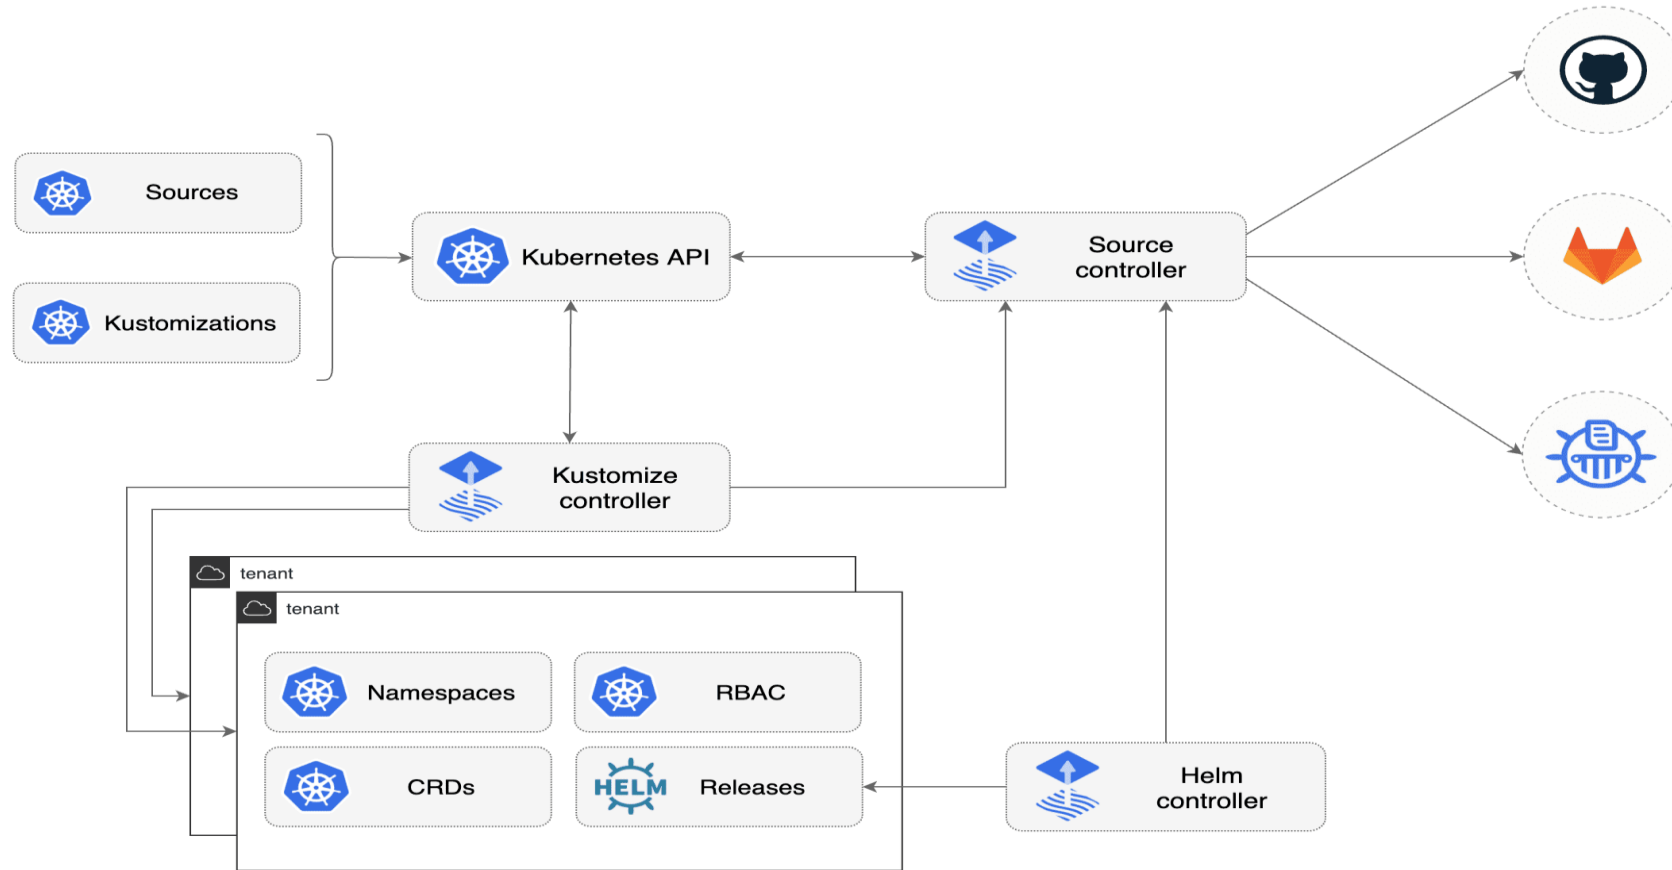 Sources
Kustomizations
Kubernetes API
Source
controller
Kustomize
controller
tenant
tenant
Namespaces
RBAC
CRDs
HELM
Releases
Helm
controller